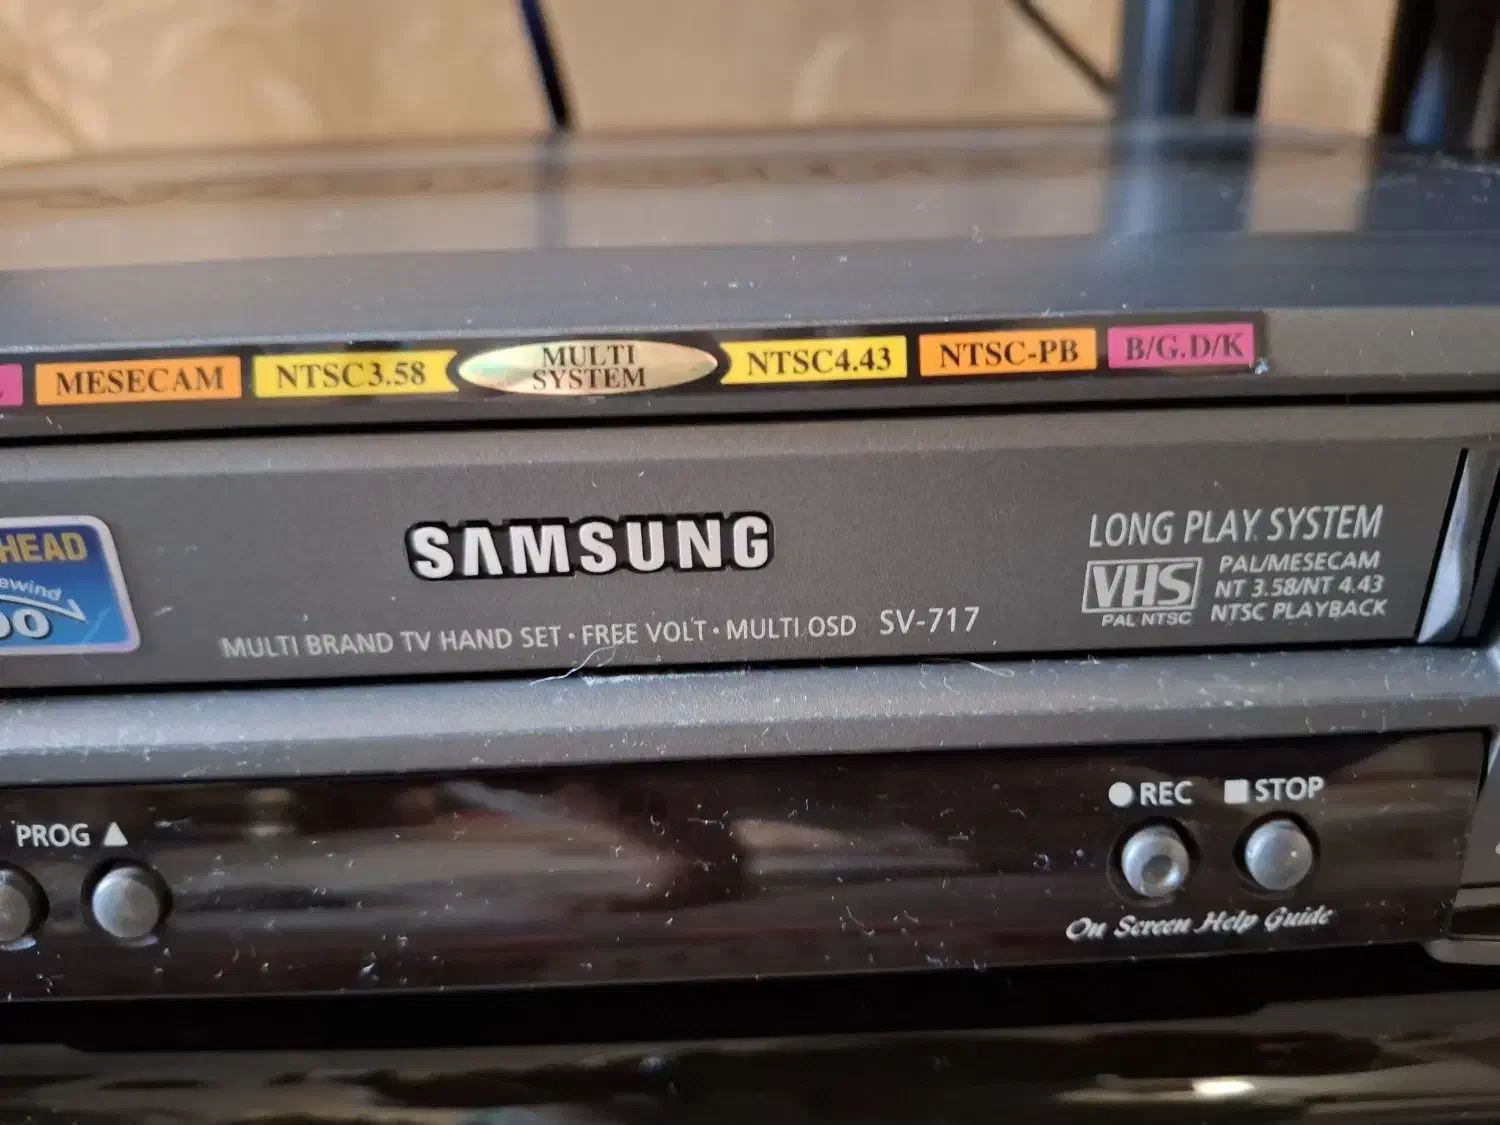 MESECAM
NTSC3.58
MULTI
SYSTEM
NTSC4.43
NTSC-PB
B/G.D/K
HEAD
SAMSUNG
MULTI BRAND TV HAND SET · FREE VOLT · MULTI OSD SV-717
LONG PLAY SYSTEM
VHS
PAL NTSC
PAL/MESECAM
NT 3.58/NT 4.43
NTSC PLAYBACK
PROG ▲
● REC
■ STOP
On Screen Help Guide